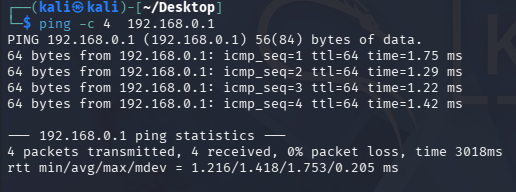 ┌──(kali㉿kali)-[~/Desktop]
└─$ ping -c 4  192.168.0.1
PING 192.168.0.1 (192.168.0.1) 56(84) bytes of data.
64 bytes from 192.168.0.1: icmp_seq=1 ttl=64 time=1.75 ms
64 bytes from 192.168.0.1: icmp_seq=2 ttl=64 time=1.29 ms
64 bytes from 192.168.0.1: icmp_seq=3 ttl=64 time=1.22 ms
64 bytes from 192.168.0.1: icmp_seq=4 ttl=64 time=1.42 ms

--- 192.168.0.1 ping statistics ---
4 packets transmitted, 4 received, 0% packet loss, time 3018ms
rtt min/avg/max/mdev = 1.216/1.418/1.753/0.205 ms